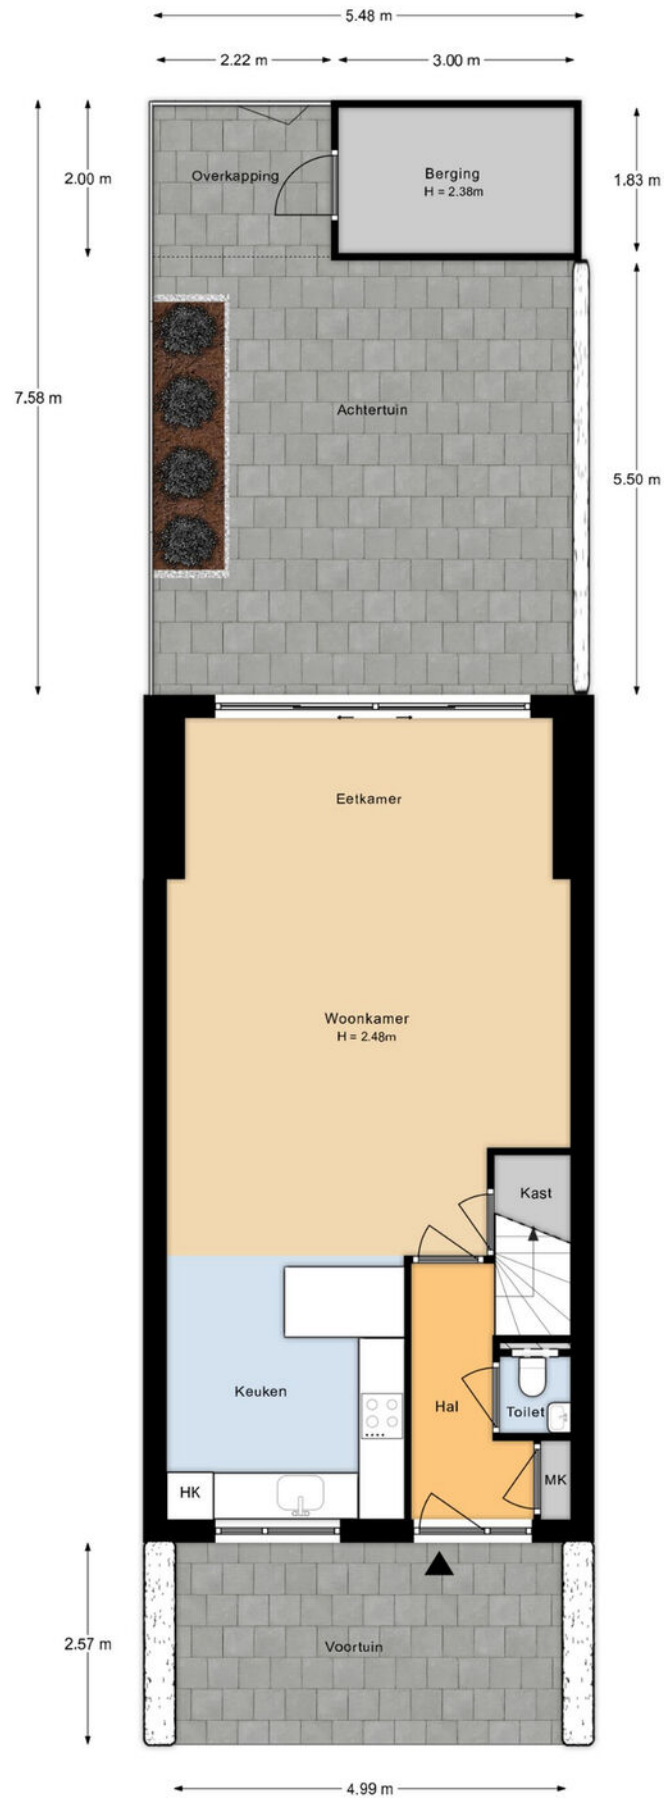 5.48 m
2.22 m
3.00 m
2.00 m
Overkapping
Berging
H = 2.38m
1.83 m
7.58 m
Achtertuin
5.50 m
Eetkamer
Woonkamer
H = 2.48m
Kast
Keuken
Hal
Toilet
HK
MK
2.57 m
Voortuin
4.99 m